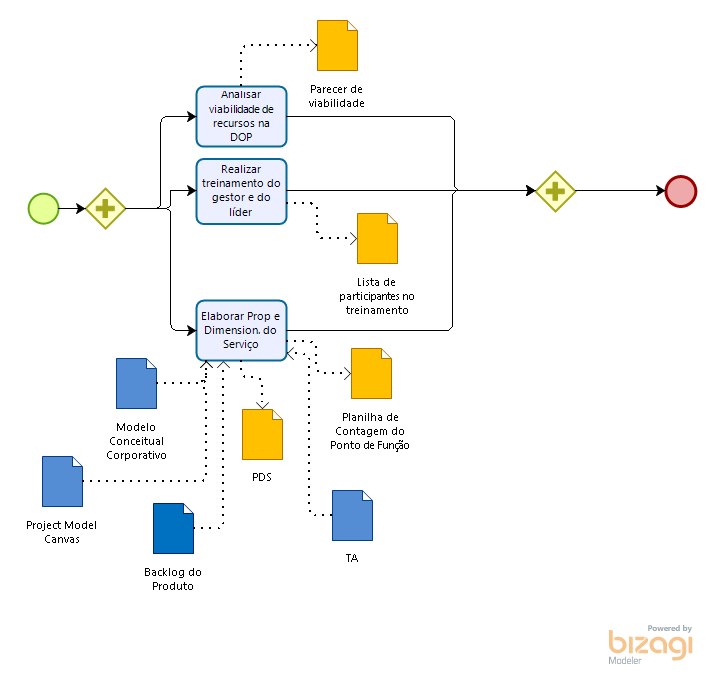 Parecer de
viabilidade
Analisar
viabilidade de
recursos na
DOP
Realizar
treinamento do
gestor e do
líder
Lista de
participantes no
treinamento
Elaborar Prop e
Dimension. do
Serviço
Planilha de
Contagem do
Ponto de Função
Modelo
Conceitual
Corporativo
PDS
Project Model
Canvas
TA
Backlog do
Produto
Powered by
bizagi
Modeler